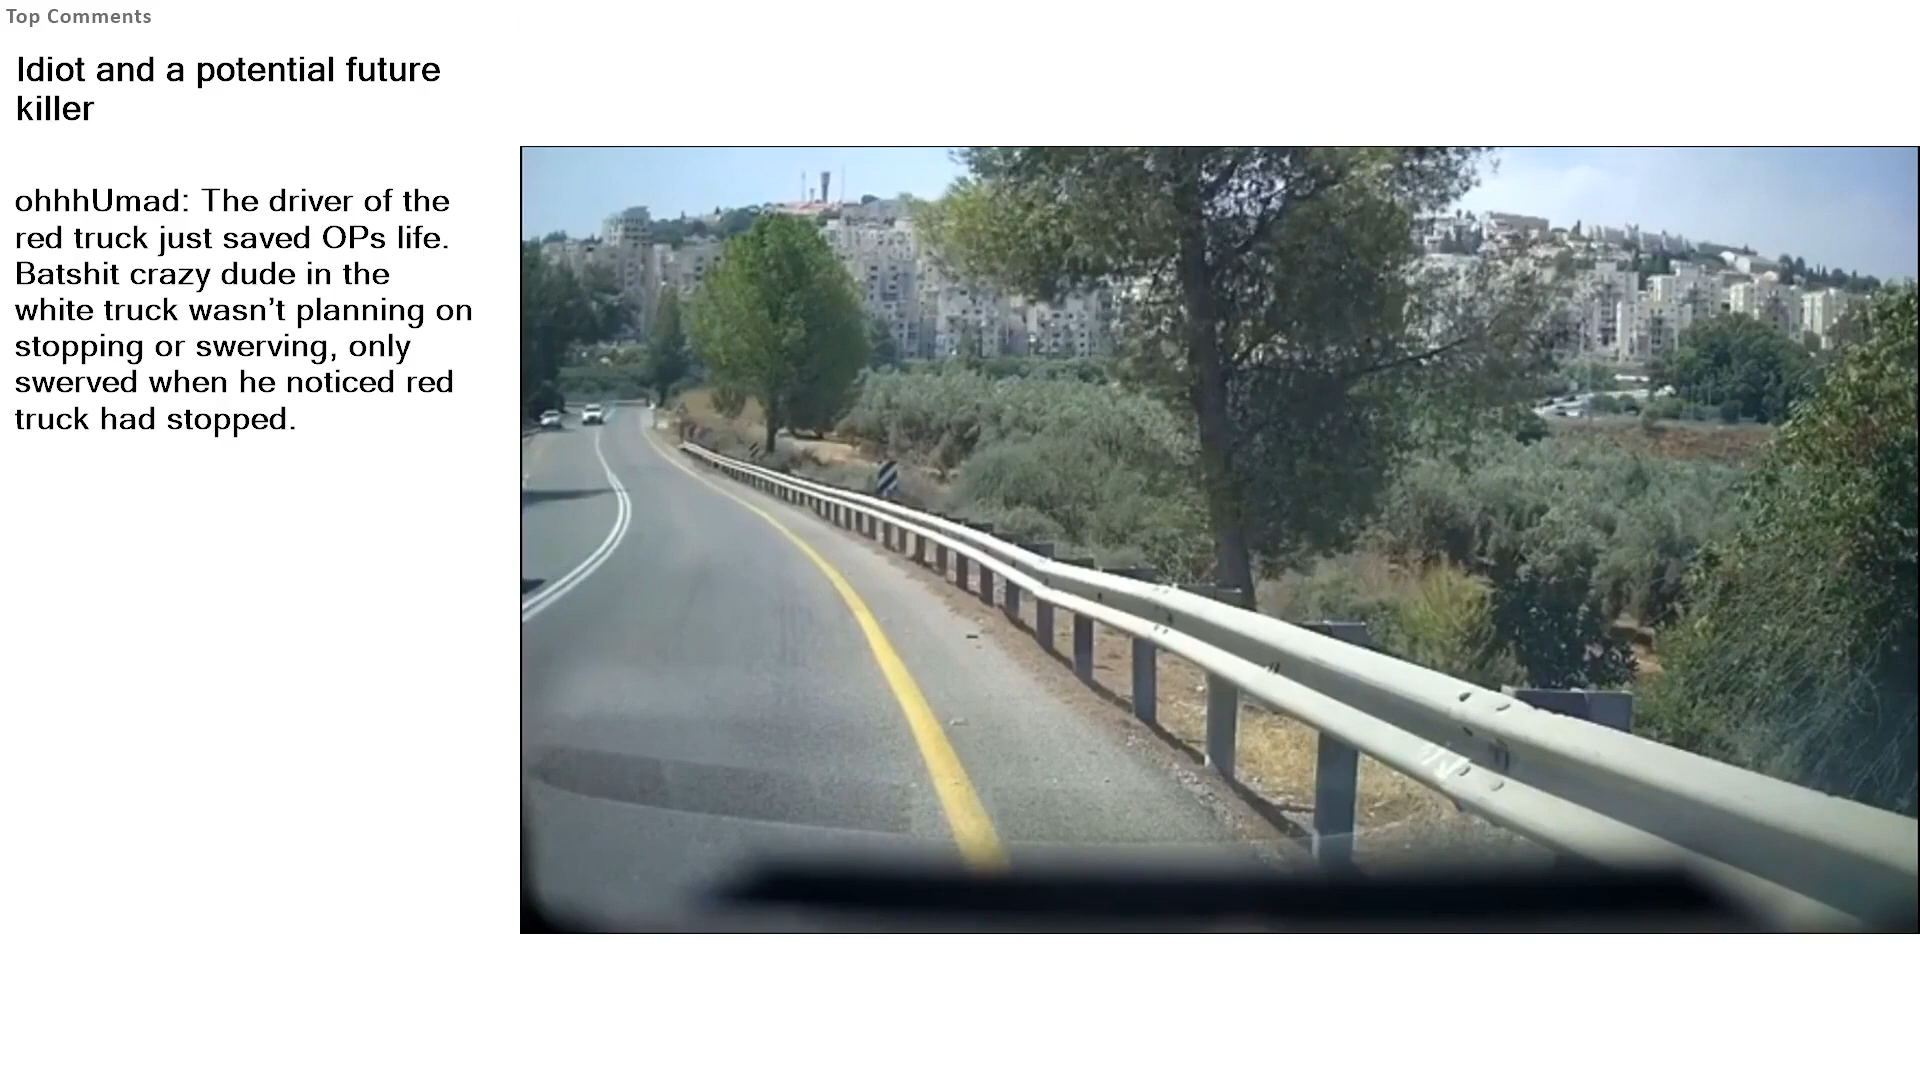 Top Comments
Idiot and a potential future
killer
ohhhUmad: The driver of the
red truck just saved OPs life.
Batshit crazy dude in the
white truck wasn’t planning on
stopping or swerving, only
swerved when he noticed red
truck had stopped.